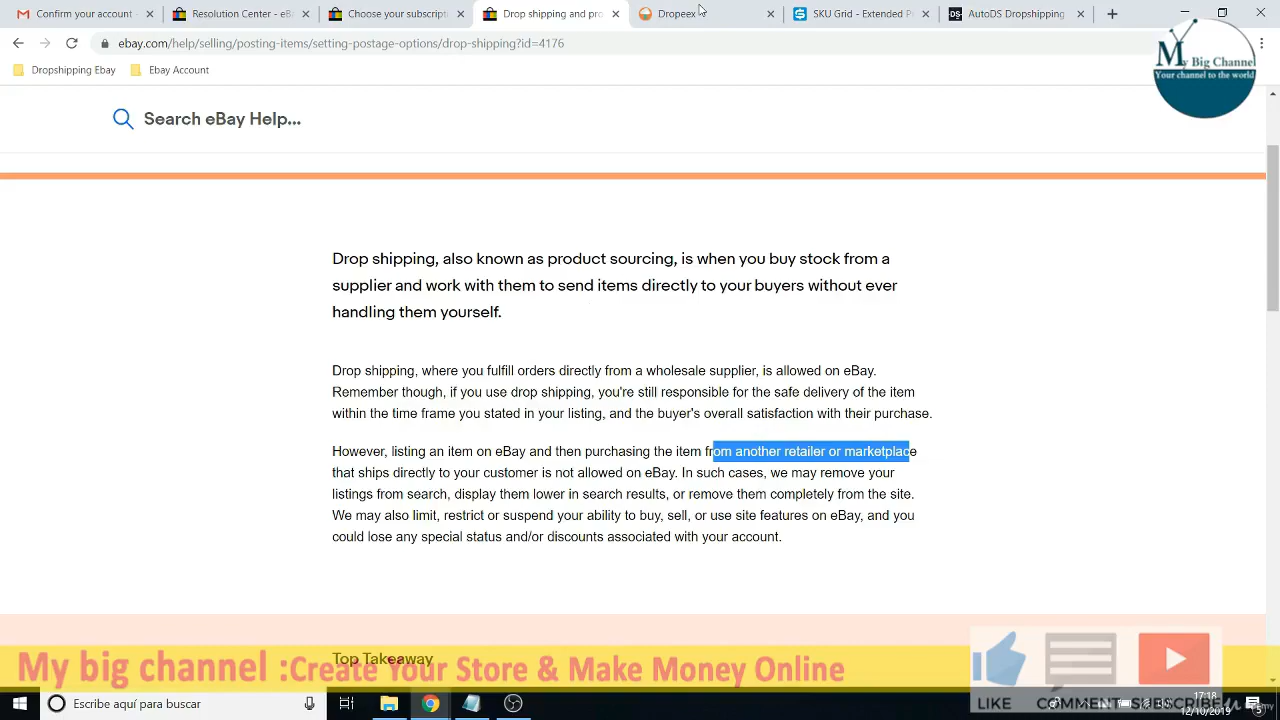 Confirm your account
Resolution Center - eB
Choose your subscript
Drop shipping and pro
Dropeex
SKU Grid - Extended P
AutoDS Dropshipping
ebay.com/help/selling/posting-items/setting-postage-options/drop-shipping?id=4176
Dropshipping Ebay
Ebay Account
My Big Channel
Your channel to the world
Search eBay Help...
Drop shipping, also known as product sourcing, is when you buy stock from a
supplier and work with them to send items directly to your buyers without ever
handling them yourself.
Drop shipping, where you fulfill orders directly from a wholesale supplier, is allowed on eBay.
Remember though, if you use drop shipping, you're still responsible for the safe delivery of the item
within the time frame you stated in your listing, and the buyer's overall satisfaction with their purchase.
However, listing an item on eBay and then purchasing the item from another retailer or marketplace
that ships directly to your customer is not allowed on eBay. In such cases, we may remove your
listings from search, display them lower in search results, or remove them completely from the site.
We may also limit, restrict or suspend your ability to buy, sell, or use site features on eBay, and you
could lose any special status and/or discounts associated with your account.
Top Takeaway
My big channel :Create Your Store & Make Money Online
LIKE COMMENT SUBSCRIBE
Escribe aquí para buscar
17:18
12/10/2019